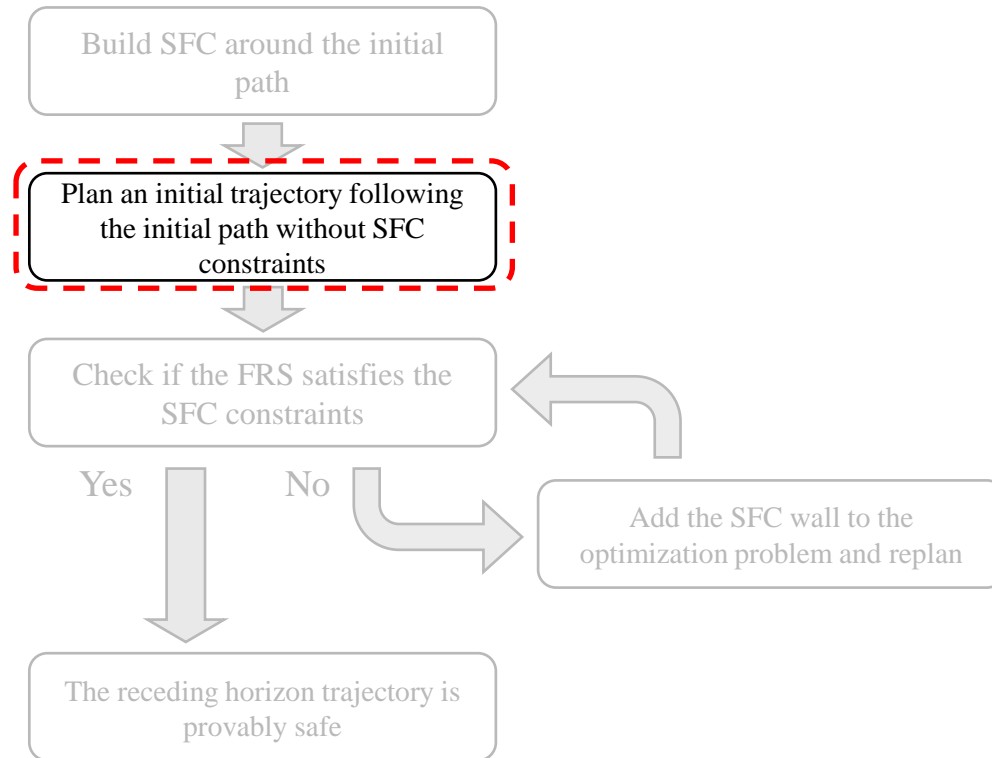 Build SFC around the initial
path
Plan an initial trajectory following
the initial path without SFC
constraints
Check if the FRS satisfies the
SFC constraints
Yes
No
Add the SFC wall to the
optimization problem and replan
The receding horizon trajectory is
provably safe